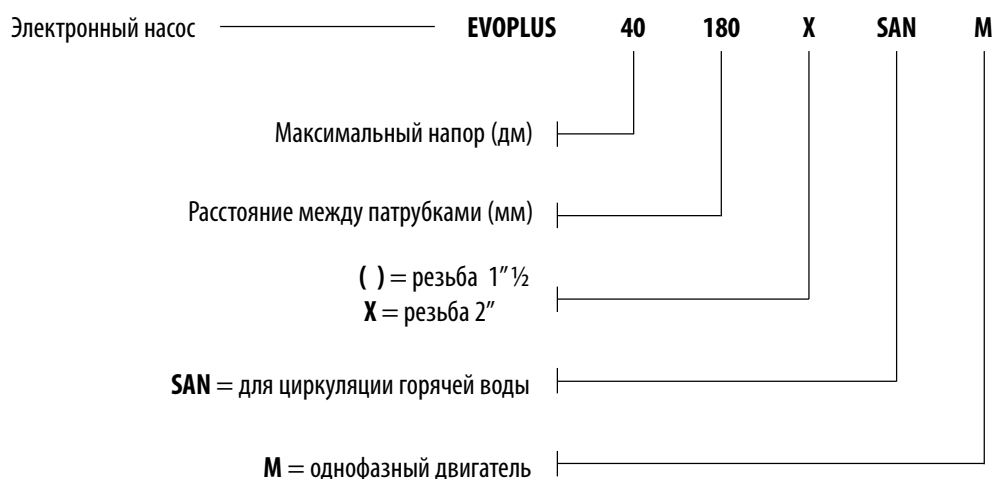 Электронный насос EVOPLUS 40 180 X SAN M
Максимальный напор (дм)
Расстояние между патрубками (мм)
( ) = резьба 1″ ½
X = резьба 2″
SAN = для циркуляции горячей воды
M = однофазный двигатель